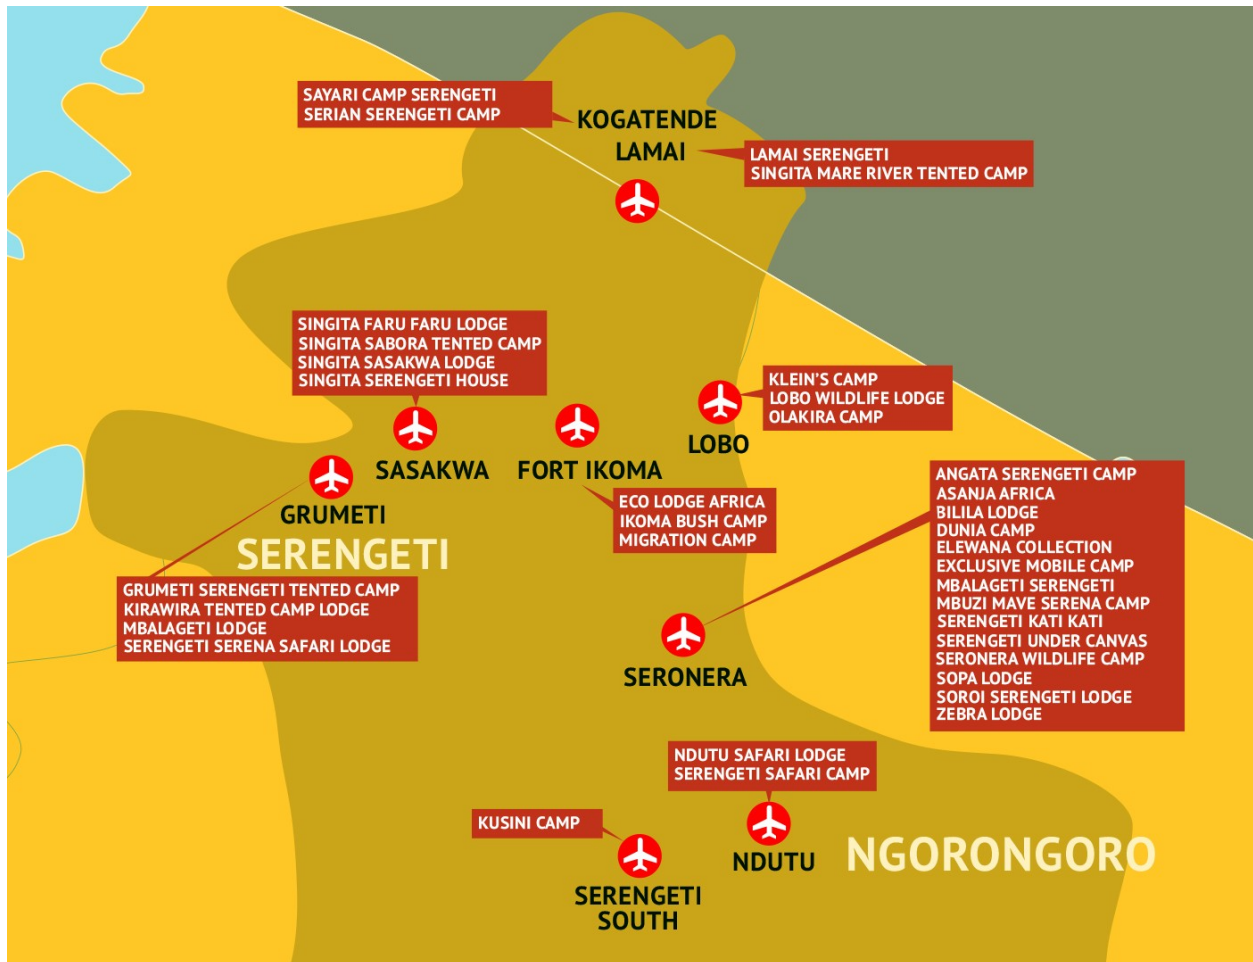 SAYARI CAMP SERENGETI
SERIAN SERENGETI CAMP
KOGATENDE
LAMAI
LAMAI SERENGETI
SINGITA MARE RIVER TENTED CAMP
SINGITA FARU FARU LODGE
SINGITA SABORA TENTED CAMP
SINGITA SASAKWA LODGE
SINGITA SERENGETI HOUSE
KLEIN'S CAMP
LOBO WILDLIFE LODGE
OLAKIRA CAMP
LOBO
SASAKWA
FORT IKOMA
GRUMETI
SERENGETI
ECO LODGE AFRICA
IKOMA BUSH CAMP
MIGRATION CAMP
ANGATA SERENGETI CAMP
ASANJA AFRICA
BILILA LODGE
DUNIA CAMP
ELEWANA COLLECTION
EXCLUSIVE MOBILE CAMP
MBALAGETI SERENGETI
MBUZI MAVE SERENA CAMP
SERENGETI KATI KATI
SERENGETI UNDER CANVAS
SERONERA WILDLIFE CAMP
SOPA LODGE
SOROI SERENGETI LODGE
ZEBRA LODGE
GRUMETI SERENGETI TENTED CAMP
KIRAWIRA TENTED CAMP LODGE
MBALAGETI LODGE
SERENGETI SERENA SAFARI LODGE
SERONERA
NDUTU SAFARI LODGE
SERENGETI SAFARI CAMP
KUSINI CAMP
NDUTU
NGORONGORO
SERENGETI
SOUTH